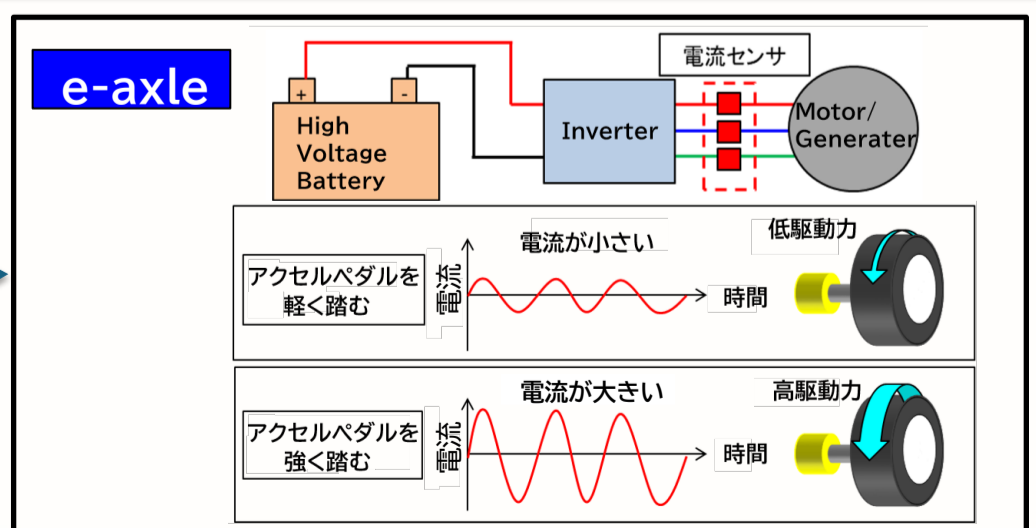 e-axle
電流センサ
+
-
High
Voltage
Battery
Inverter
Motor/
Generater
アクセルペダルを
軽く踏む
電流
電流が小さい
時間
低駆動力
アクセルペダルを
強く踏む
電流
電流が大きい
時間
高駆動力